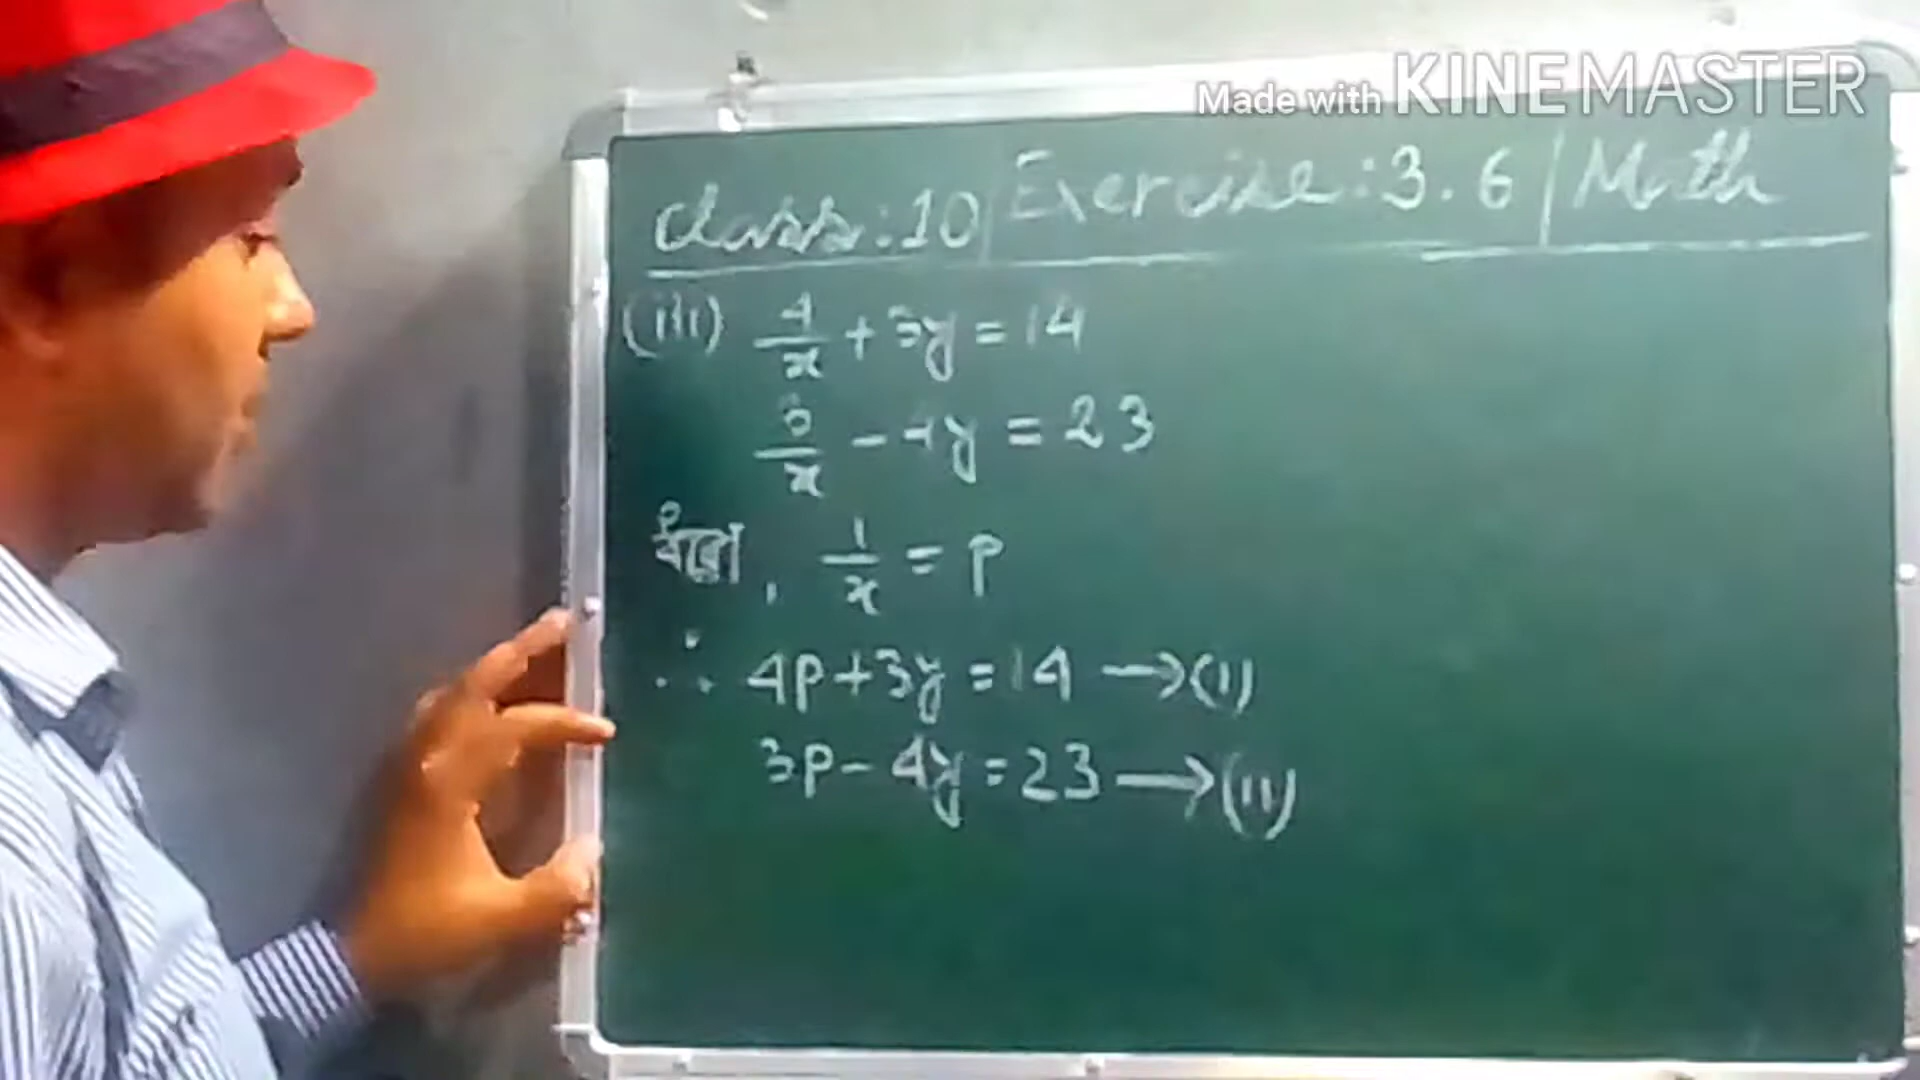 Made with KINEMASTER
Class:10 / Exercise:3.6 / Math
(iii) 4/x + 3y = 14
3/x - 4y = 23
ধৰো, 1/x = p
∴ 4p + 3y = 14 → (i)
3p - 4y = 23 → (ii)